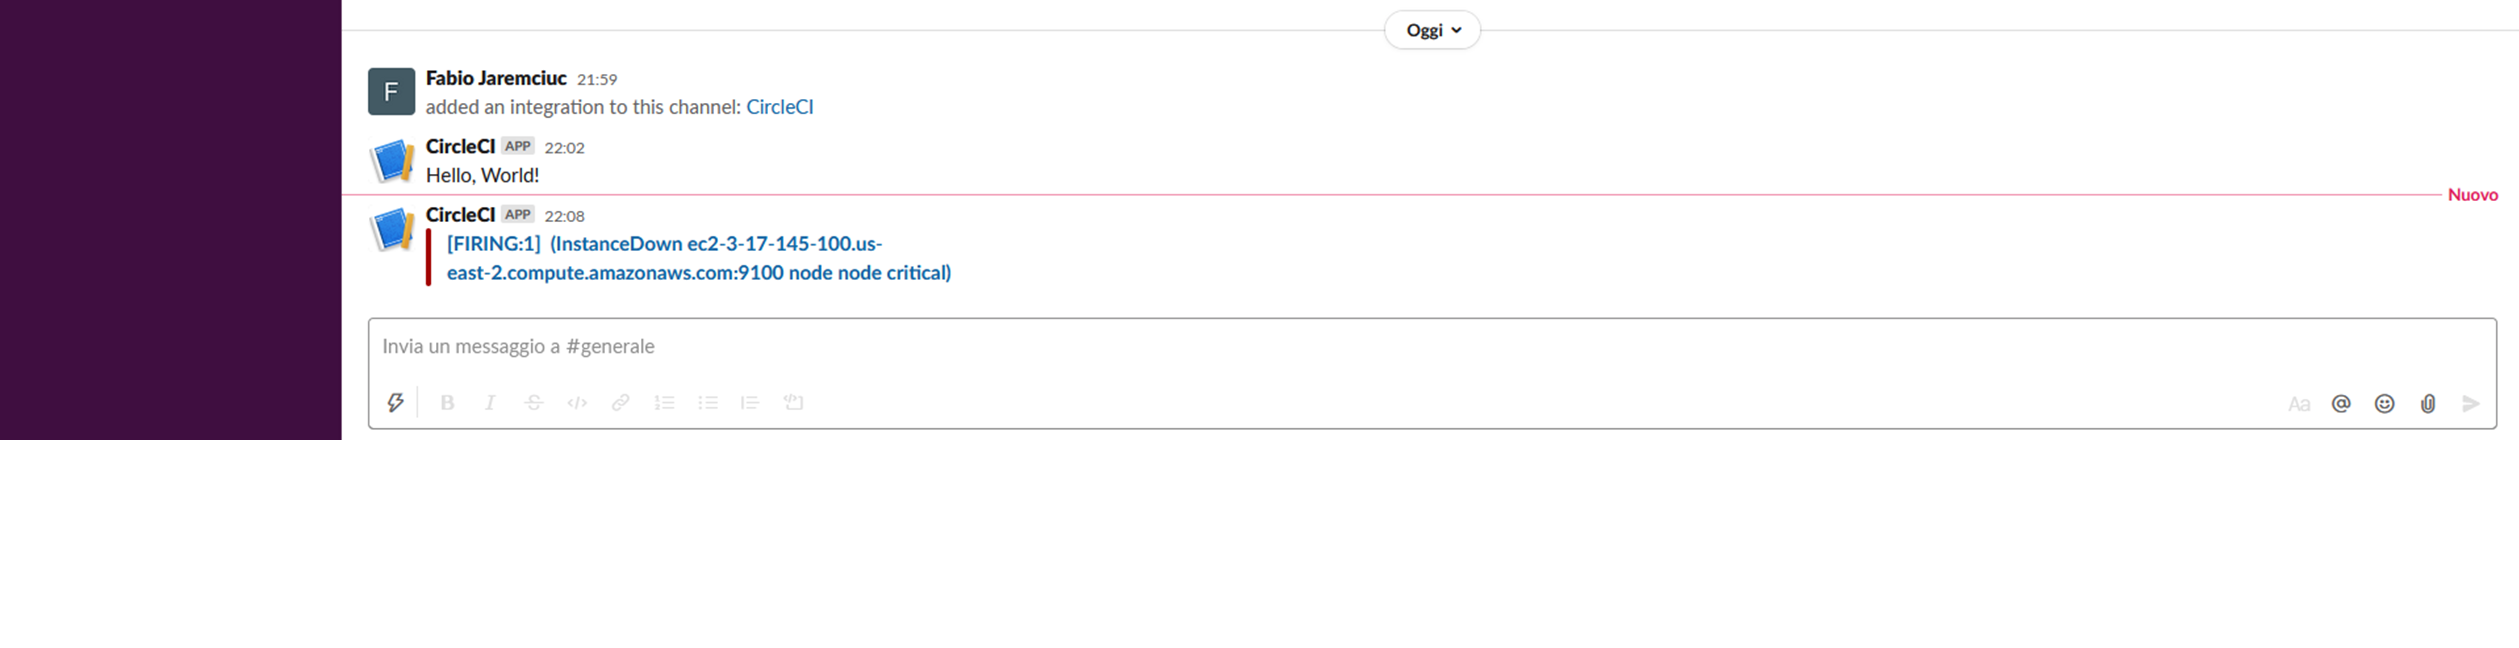 Oggi
F
Fabio Jaremciuc 21:59
added an integration to this channel: CircleCI
CircleCI APP 22:02
Hello, World!
Nuovo
CircleCI APP 22:08
[FIRING:1] (InstanceDown ec2-3-17-145-100.us-
east-2.compute.amazonaws.com:9100 node node critical)
Invia un messaggio a #generale
B I S </> Aa @